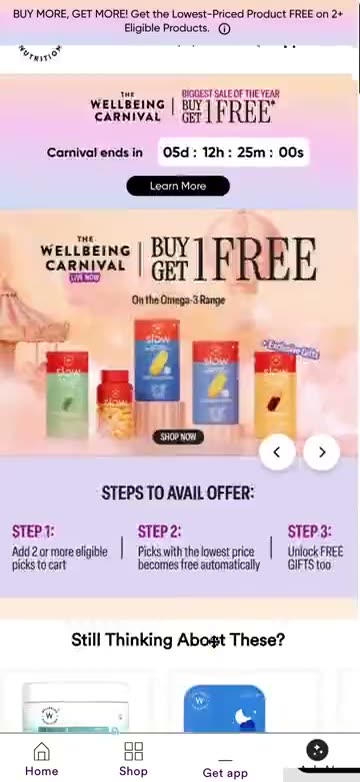 BUY MORE, GET MORE! Get the Lowest-Priced Product FREE on 2+
Eligible Products.
NUTRITION
THE
WELLBEING
CARNIVAL
BIGGEST SALE OF THE YEAR
BUY
GET 1 FREE*
Carnival ends in 05d : 12h : 25m : 00s
Learn More
THE
WELLBEING
CARNIVAL
LIVE NOW
BUY
GET 1 FREE
On the Omega-3 Range
+ Exclusive Gifts
slow
slow
slow
slow
slow
SHOP NOW
STEPS TO AVAIL OFFER:
STEP 1:
Add 2 or more eligible
picks to cart
STEP 2:
Picks with the lowest price
becomes free automatically
STEP 3:
Unlock FREE
GIFTS too
Still Thinking About These?
W
Home
Shop
Get app